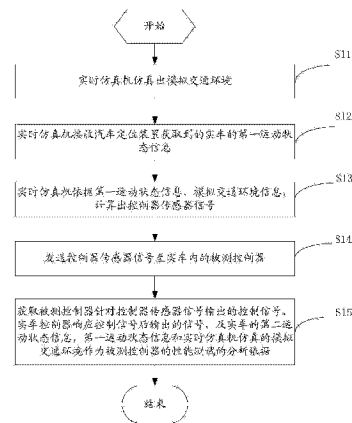 开始
S11
实时仿真机仿真出模拟交通环境
S12
实时仿真机接收汽车定位装置获取到的实车的第一运动状
态信息
S13
实时仿真机依据第一运动状态信息、模拟交通环境信息，
计算出控制器传感器信号
S14
发送控制器传感器信号至实车内的被测控制器
S15
获取被测控制器针对控制器传感器信号输出的控制信号、
实车控制器响应控制信号后输出的信号，及实车的第二运
动状态信息，第一运动状态信息和实时仿真机仿真的模拟
交通环境作为被测控制器的性能测试的分析依据
结束